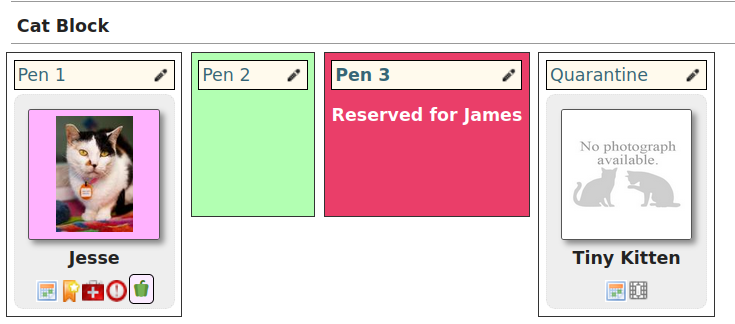 Cat Block
Pen 1
Pen 2
Pen 3
Quarantine
Reserved for James
No photograph
available.
Jesse
Tiny Kitten